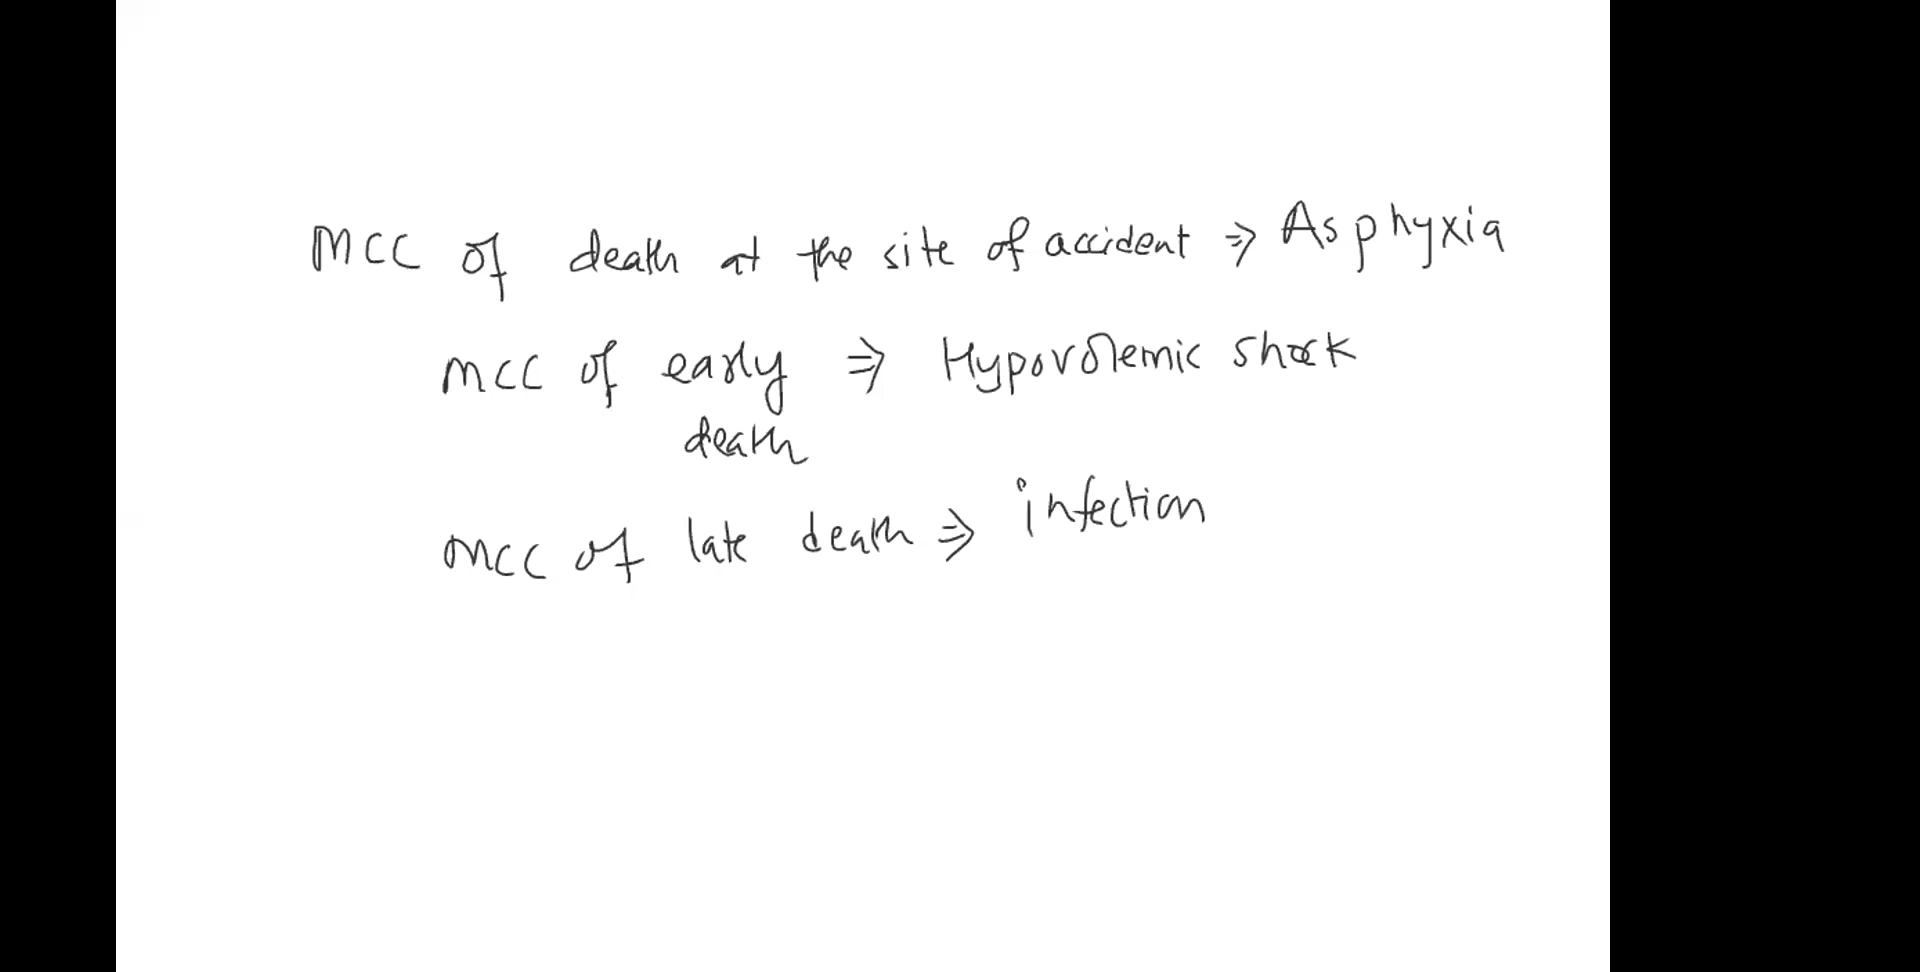 MCC of death at the site of accident ⇒ Asphyxia
MCC of early ⇒ Hypovolemic shock
death
MCC of late death ⇒ infection